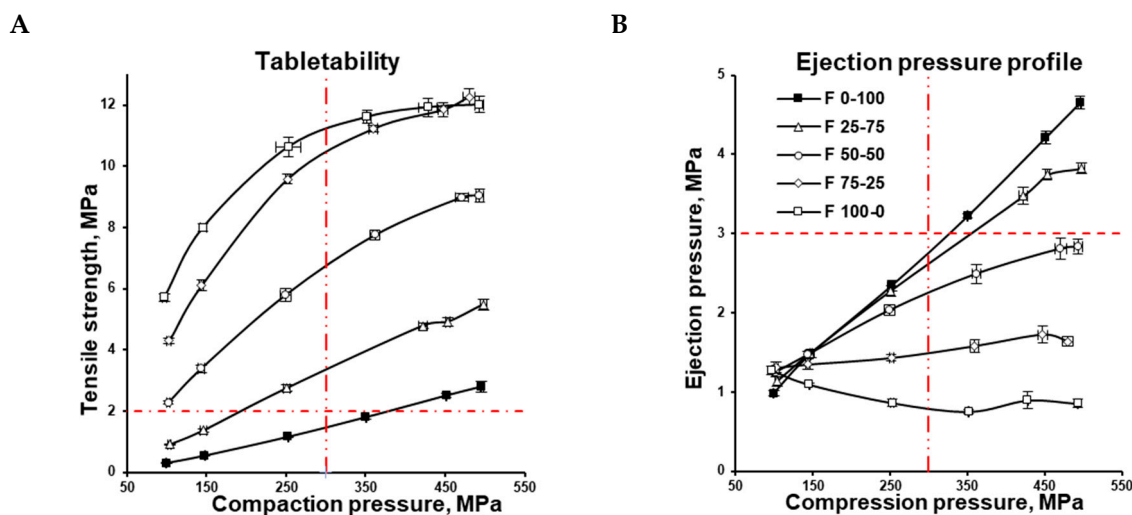 A
B
Tabletability
Tensile strength, MPa
12
10
8
6
4
2
0
50
150
250
350
450
550
Compaction pressure, MPa
Ejection pressure profile
F 0-100
F 25-75
F 50-50
F 75-25
F 100-0
Ejection pressure, MPa
5
4
3
2
1
0
50
150
250
350
450
550
Compression pressure, MPa